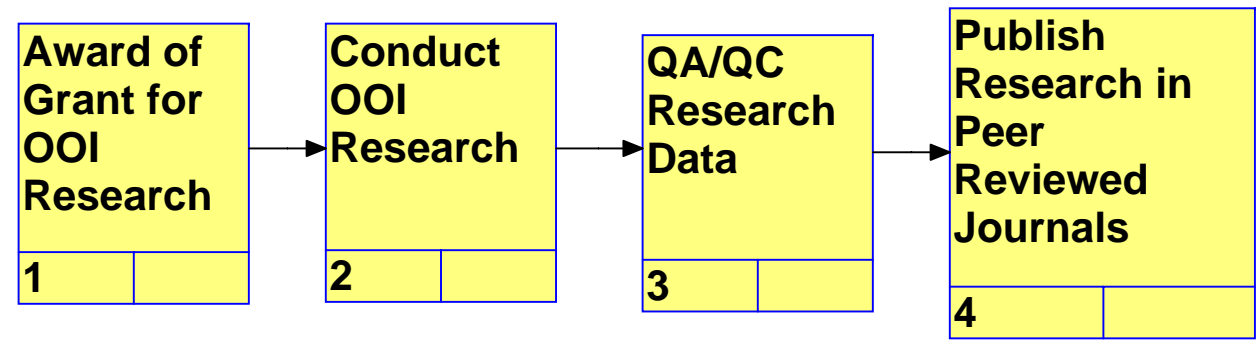 Award of
Grant for
OOI
Research
1
Conduct
OOI
Research
2
QA/QC
Research
Data
3
Publish
Research in
Peer
Reviewed
Journals
4